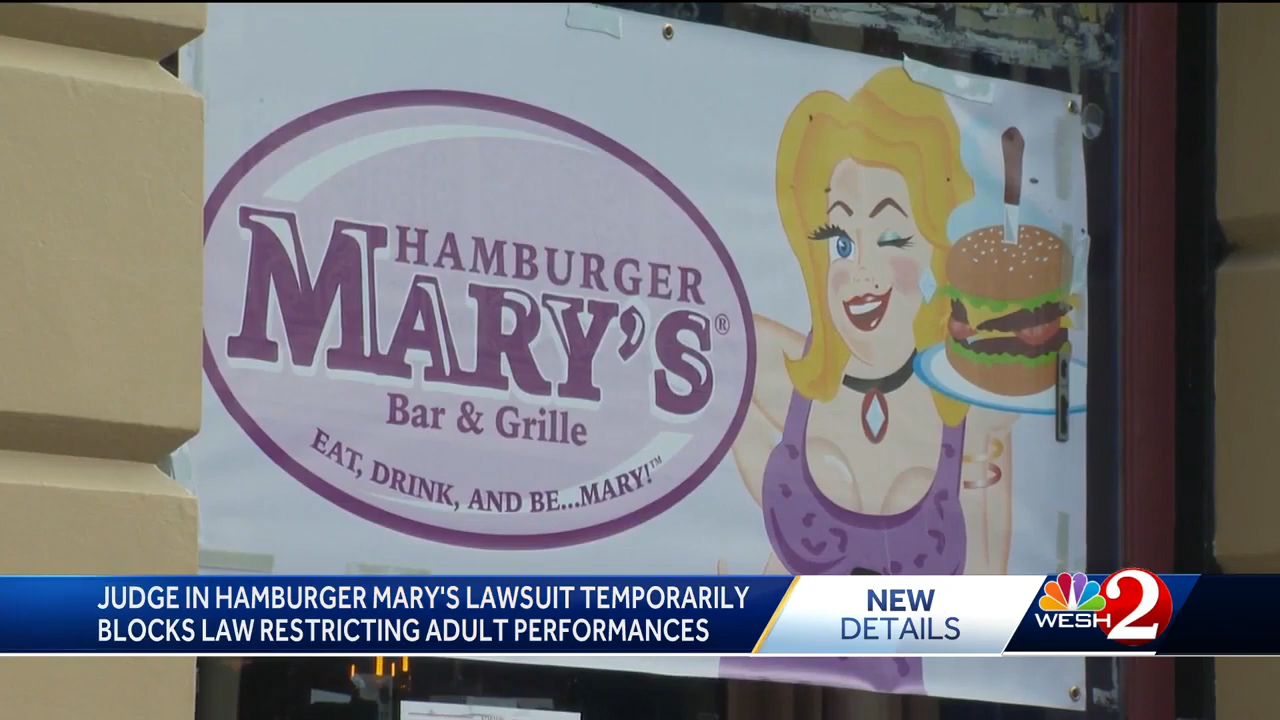 HAMBURGER
MARY'S®
Bar & Grille
EAT, DRINK, AND BE...MARY!™
JUDGE IN HAMBURGER MARY'S LAWSUIT TEMPORARILY
BLOCKS LAW RESTRICTING ADULT PERFORMANCES
NEW
DETAILS
WESH 2